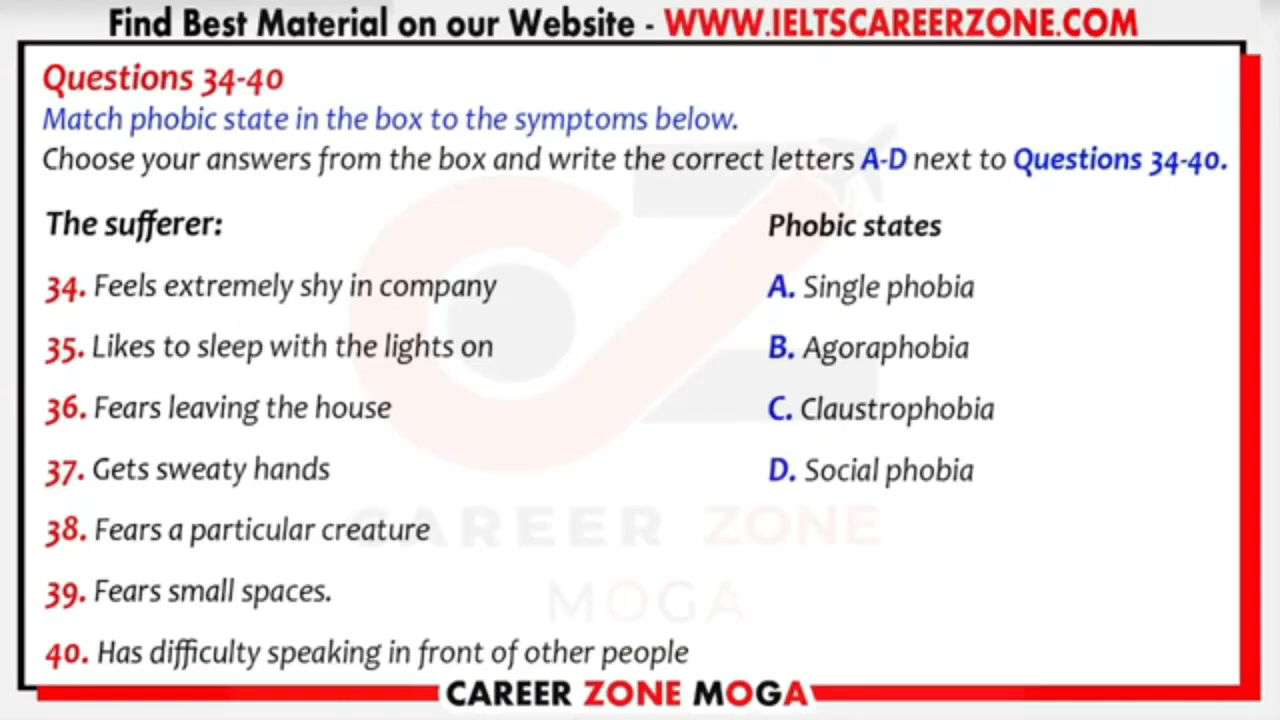 Find Best Material on our Website - WWW.IELTSCAREERZONE.COM
Questions 34-40
Match phobic state in the box to the symptoms below.
Choose your answers from the box and write the correct letters A-D next to Questions 34-40.
The sufferer:
34. Feels extremely shy in company
35. Likes to sleep with the lights on
36. Fears leaving the house
37. Gets sweaty hands
38. Fears a particular creature
39. Fears small spaces.
40. Has difficulty speaking in front of other people
Phobic states
A. Single phobia
B. Agoraphobia
C. Claustrophobia
D. Social phobia
CAREER ZONE
MOGA
CAREER ZONE MOGA